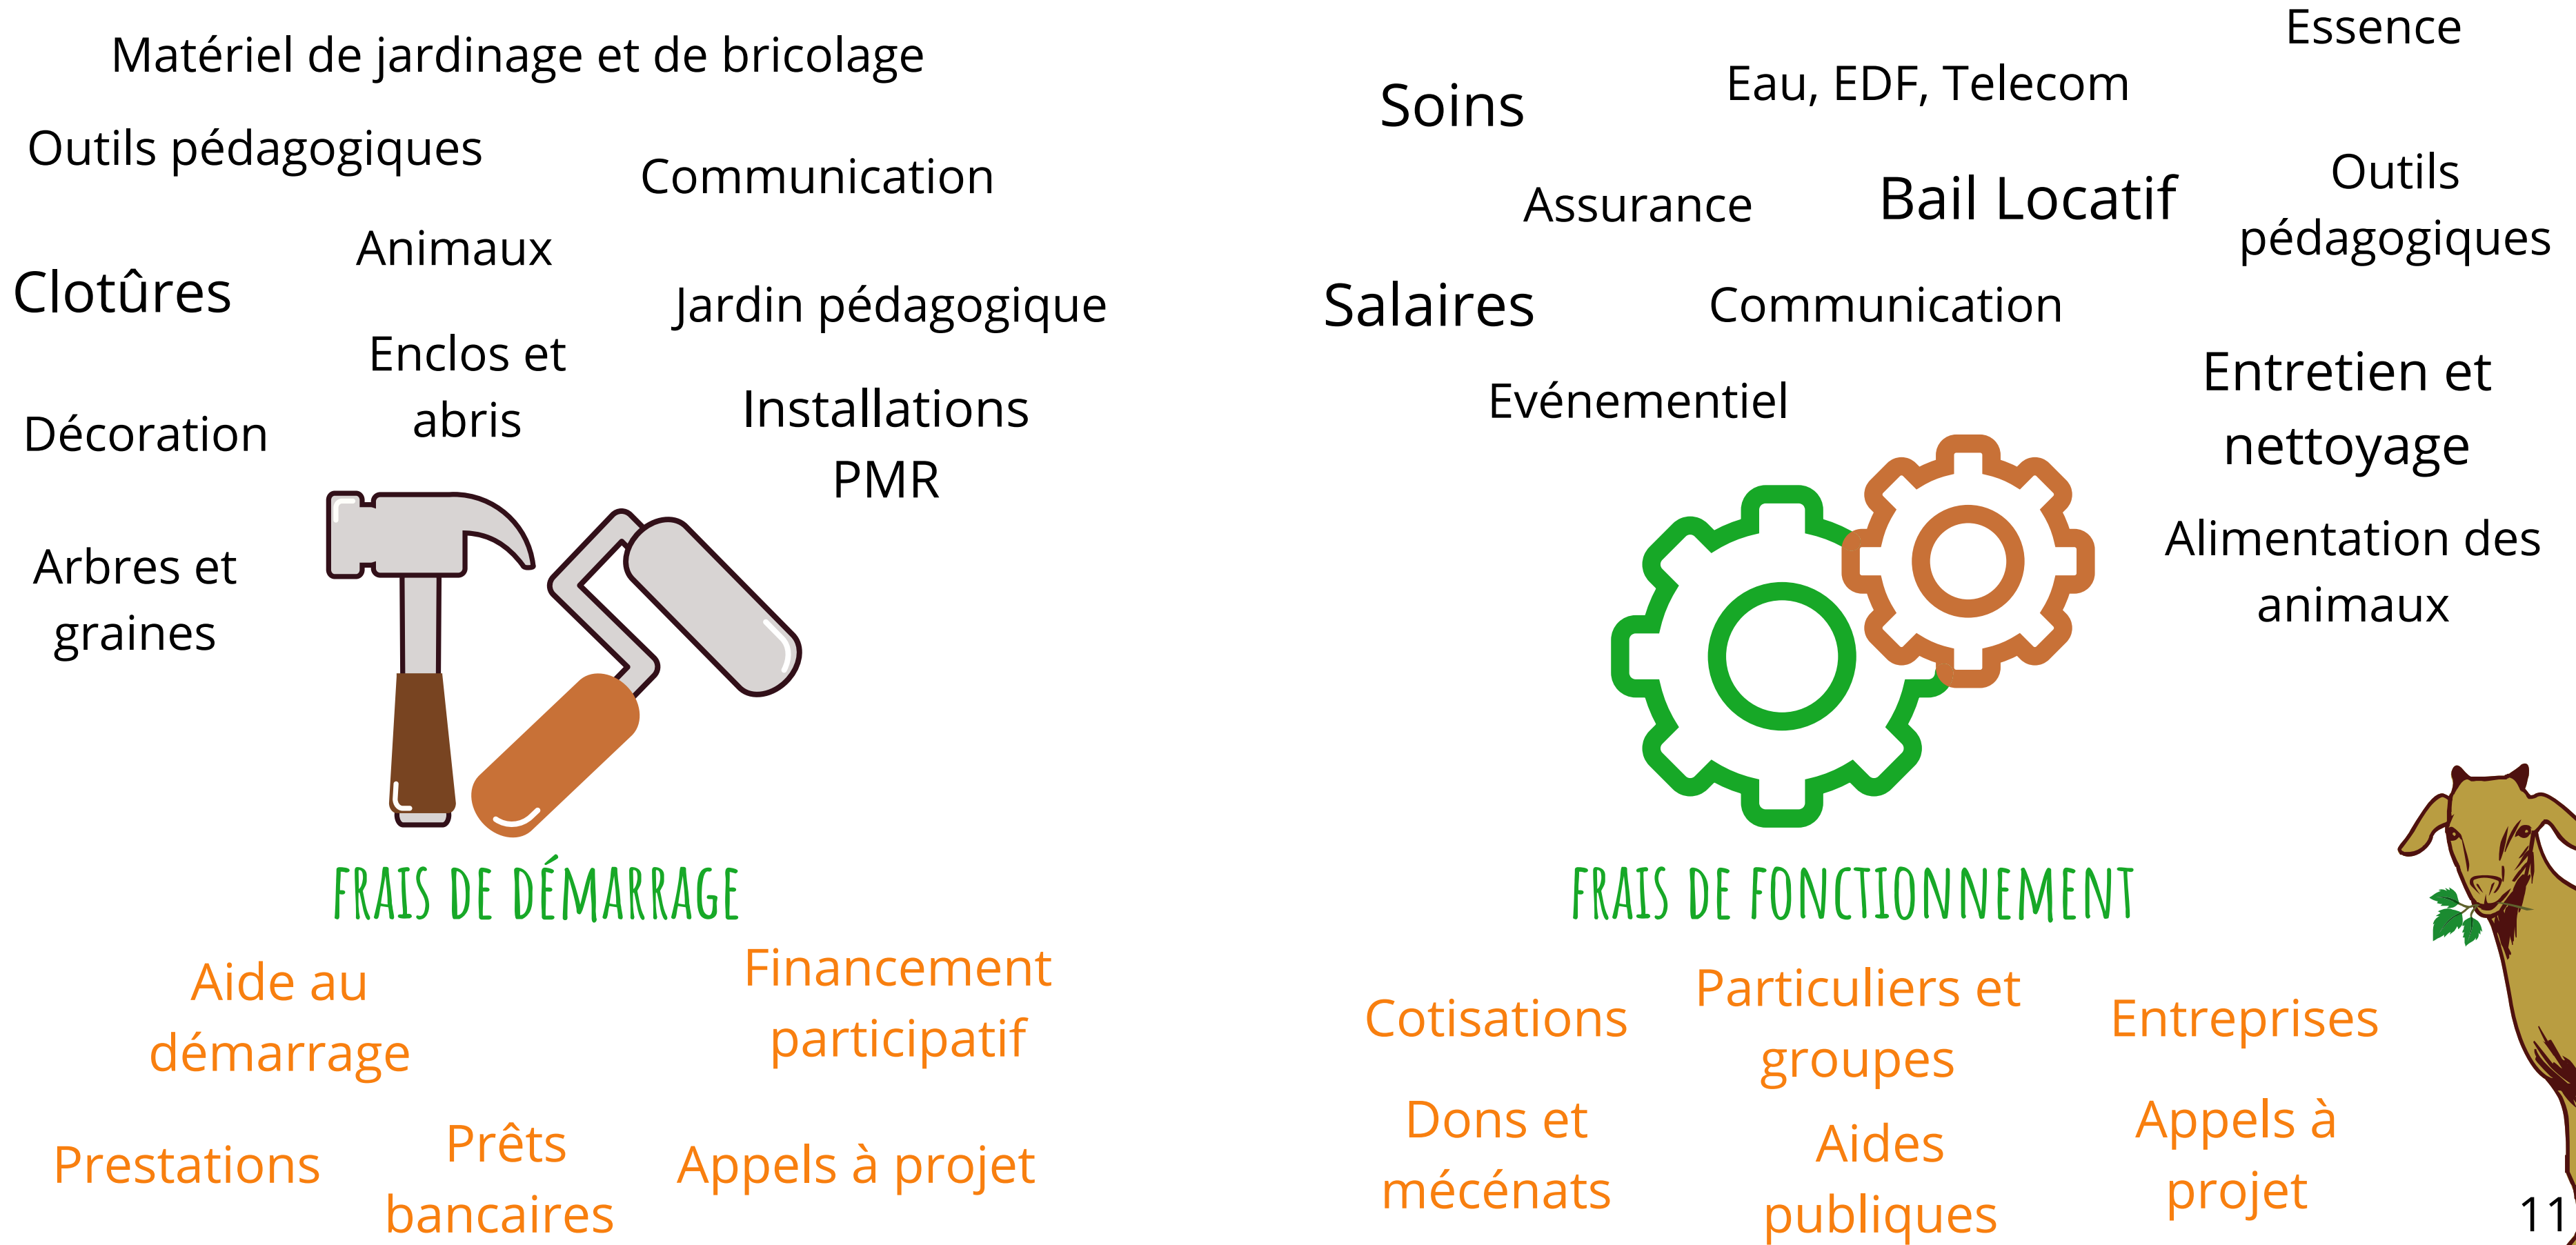 Matériel de jardinage et de bricolage
Outils pédagogiques
Communication
Animaux
Clotûres
Jardin pédagogique
Enclos et
abris
Installations
PMR
Décoration
Arbres et
graines
FRAIS DE DÉMARRAGE
Aide au
démarrage
Financement
participatif
Prestations
Prêts
bancaires
Appels à projet
Essence
Soins
Eau, EDF, Telecom
Assurance
Bail Locatif
Outils
pédagogiques
Salaires
Communication
Evénementiel
Entretien et
nettoyage
Alimentation des
animaux
FRAIS DE FONCTIONNEMENT
Cotisations
Particuliers et
groupes
Entreprises
Dons et
mécénats
Aides
publiques
Appels à
projet
11